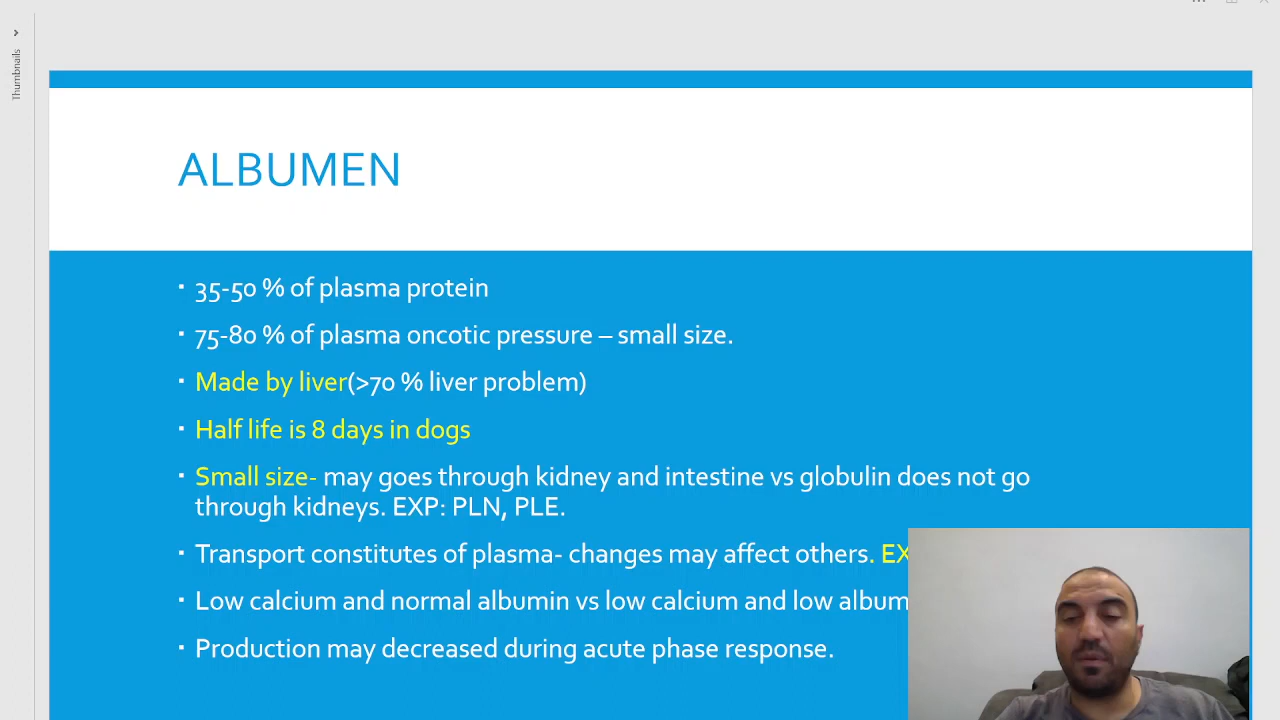 Thumbnails
ALBUMEN
35-50 % of plasma protein
75-80 % of plasma oncotic pressure – small size.
Made by liver(>70 % liver problem)
Half life is 8 days in dogs
Small size- may goes through kidney and intestine vs globulin does not go
through kidneys. EXP: PLN, PLE.
Transport constitutes of plasma- changes may affect others. EX
Low calcium and normal albumin vs low calcium and low album
Production may decreased during acute phase response.